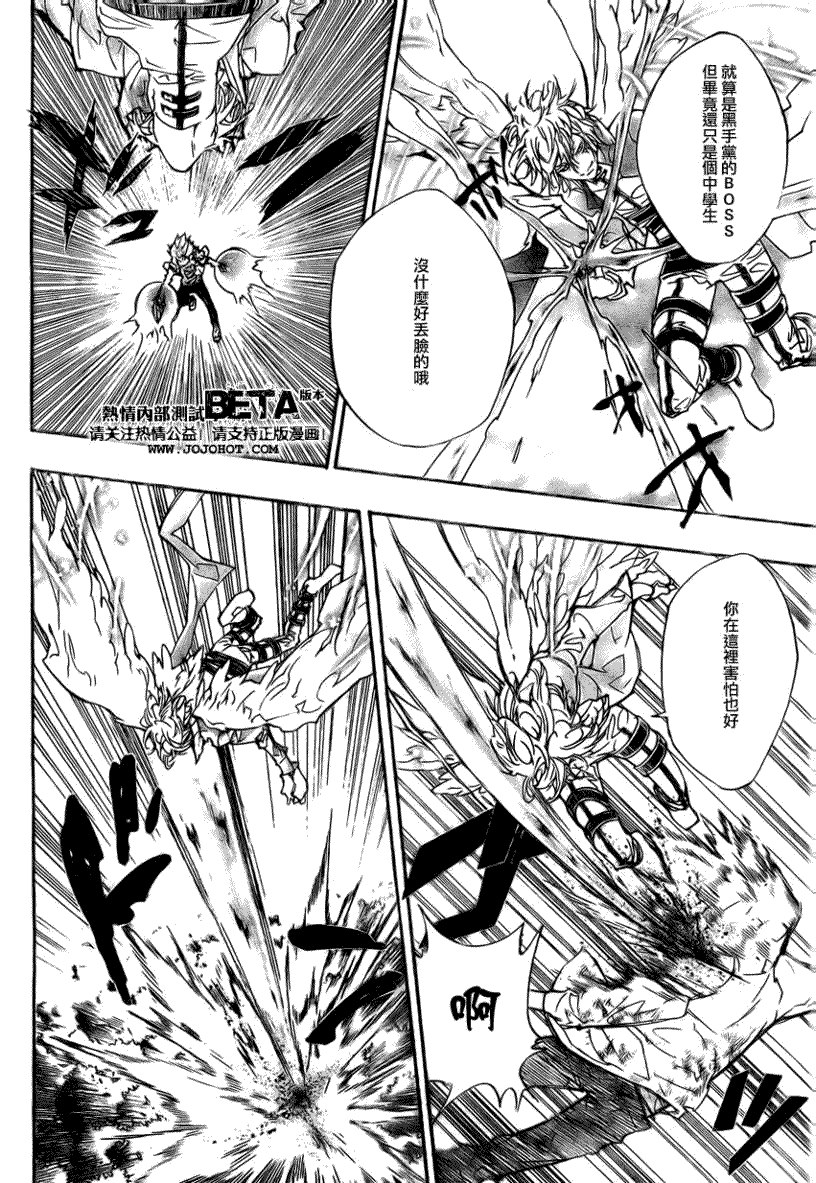 就算是黑手黨的BOSS
但畢竟還只是個中學生
沒什麼好丟臉的哦
熱情內部測試BETA版本
请关注热情公益！请支持正版漫画！
WWW.JOJOHOT.COM
你在這裡害怕也好
啊